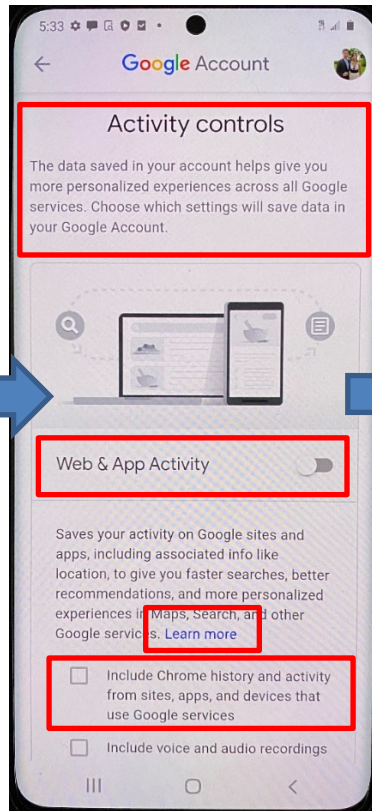 5:33
Google Account
Activity controls
The data saved in your account helps give you
more personalized experiences across all Google
services. Choose which settings will save data in
your Google Account.
Web & App Activity
Saves your activity on Google sites and
apps, including associated info like
location, to give you faster searches, better
recommendations, and more personalized
experiences in Maps, Search, and other
Google services. Learn more
Include Chrome history and activity
from sites, apps, and devices that
use Google services
Include voice and audio recordings